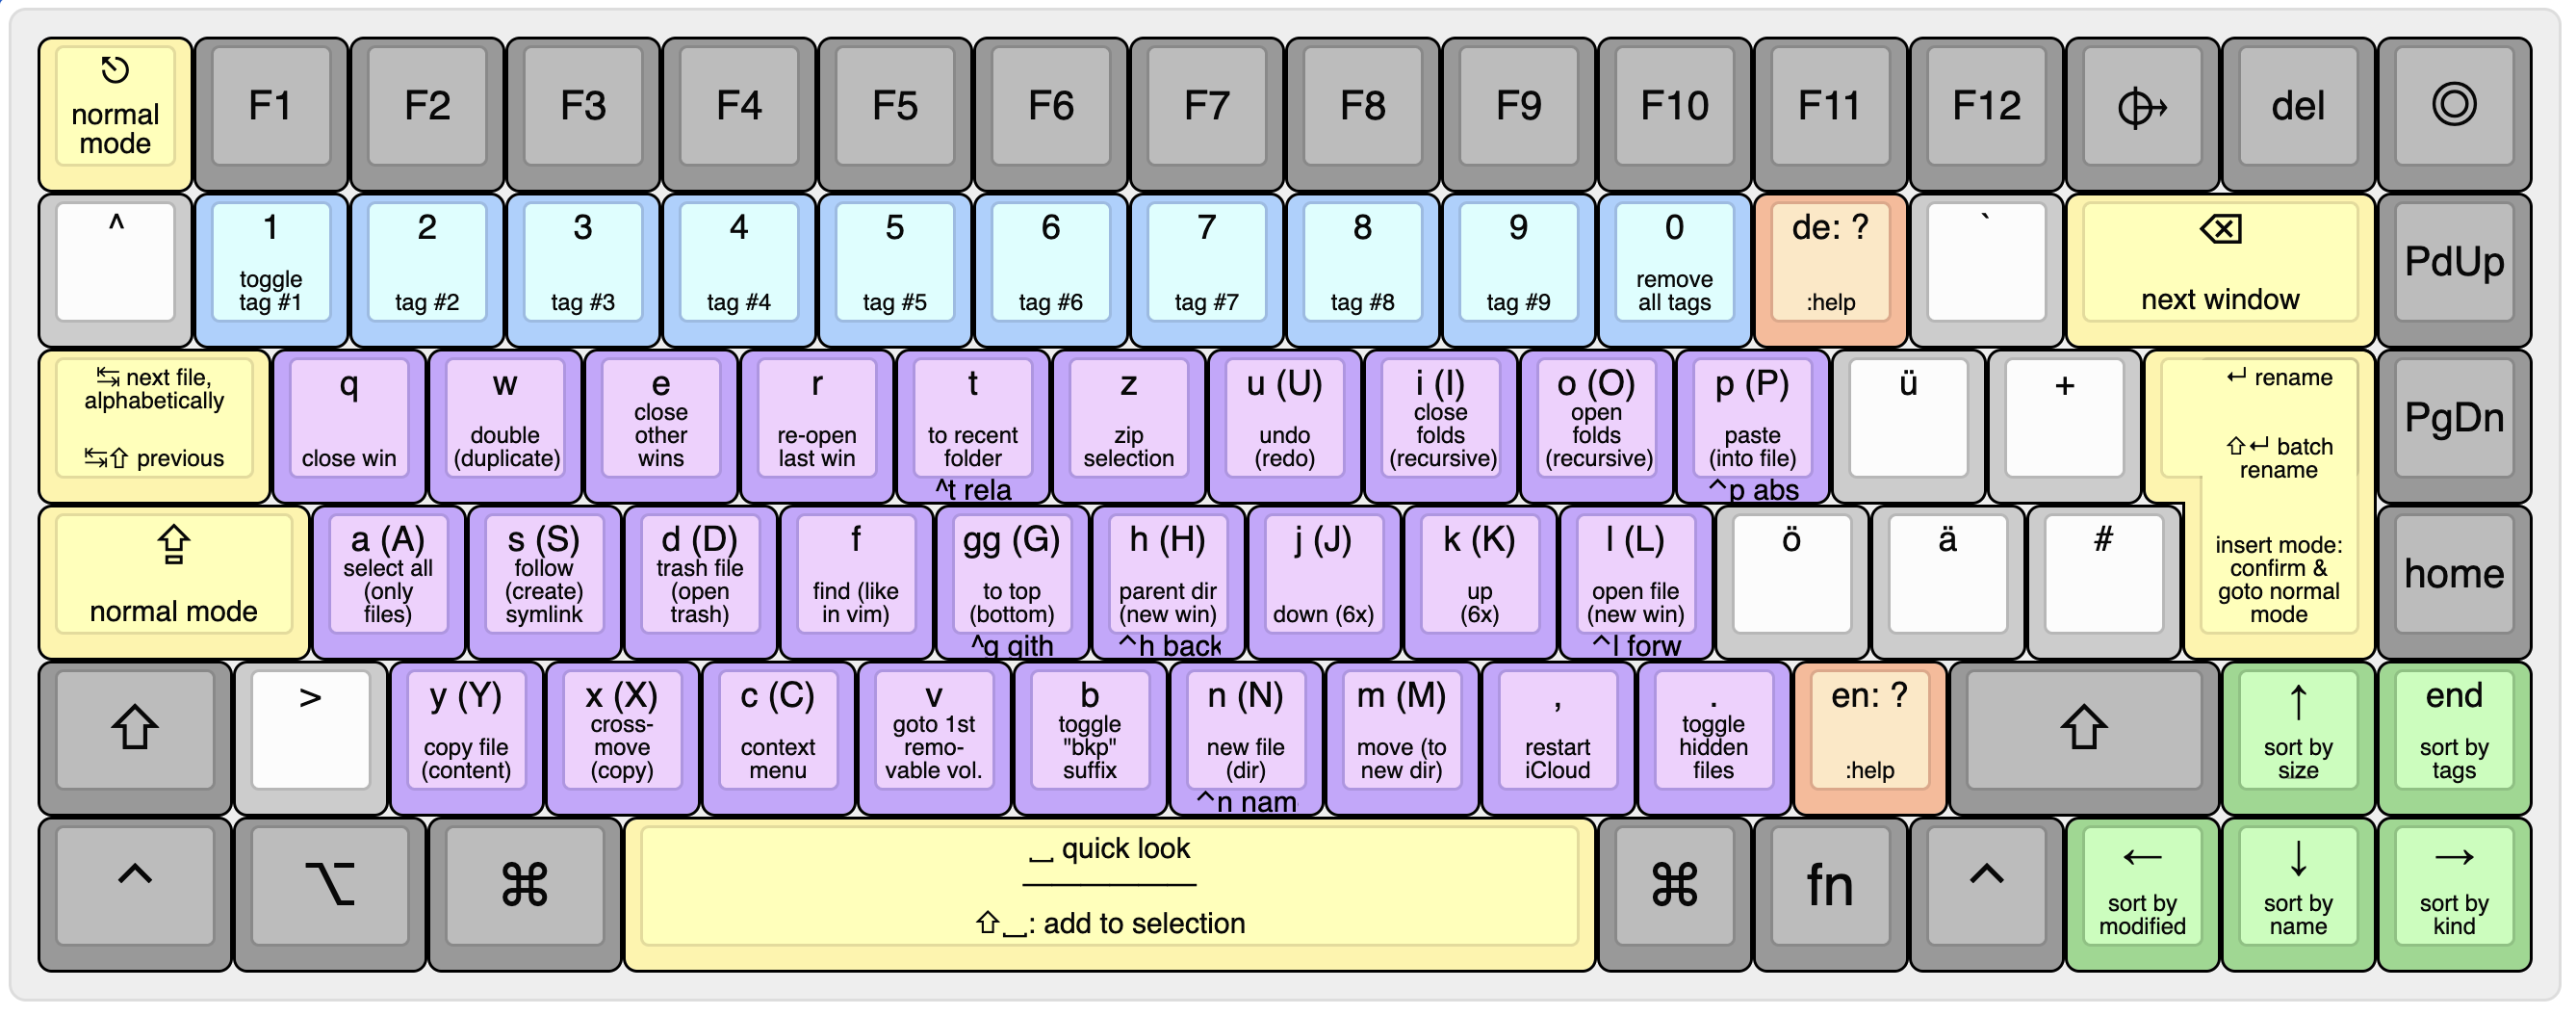 normal
mode
F1
F2
F3
F4
F5
F6
F7
F8
F9
F10
F11
F12
del
^
1
toggle
tag #1
2
tag #2
3
tag #3
4
tag #4
5
tag #5
6
tag #6
7
tag #7
8
tag #8
9
tag #9
0
remove
all tags
de: ?
:help
`
⌫
next window
PdUp
↹ next file,
alphabetically
↹⇧ previous
q
close win
w
double
(duplicate)
e
close
other
wins
r
re-open
last win
t
to recent
folder
^t rela
z
zip
selection
u (U)
undo
(redo)
i (I)
close
folds
(recursive)
o (O)
open
folds
(recursive)
p (P)
paste
(into file)
^p abs
ü
+
↵ rename
⇧↵ batch
rename
insert mode:
confirm &
goto normal
mode
PgDn
⇪
normal mode
a (A)
select all
(only
files)
s (S)
follow
(create)
symlink
d (D)
trash file
(open
trash)
f
find (like
in vim)
gg (G)
to top
(bottom)
^g gith
h (H)
parent dir
(new win)
^h back
j (J)
down (6x)
k (K)
up
(6x)
l (L)
open file
(new win)
^l forw
ö
ä
#
home
⇧
>
y (Y)
copy file
(content)
x (X)
cross-
move
(copy)
c (C)
context
menu
v
goto 1st
remo-
vable vol.
b
toggle
"bkp"
suffix
n (N)
new file
(dir)
^n nam
m (M)
move (to
new dir)
,
restart
iCloud
.
toggle
hidden
files
en: ?
:help
⇧
↑
sort by
size
end
sort by
tags
^
⌥
⌘
⎵ quick look
⇧⎵: add to selection
⌘
fn
^
←
sort by
modified
↓
sort by
name
→
sort by
kind